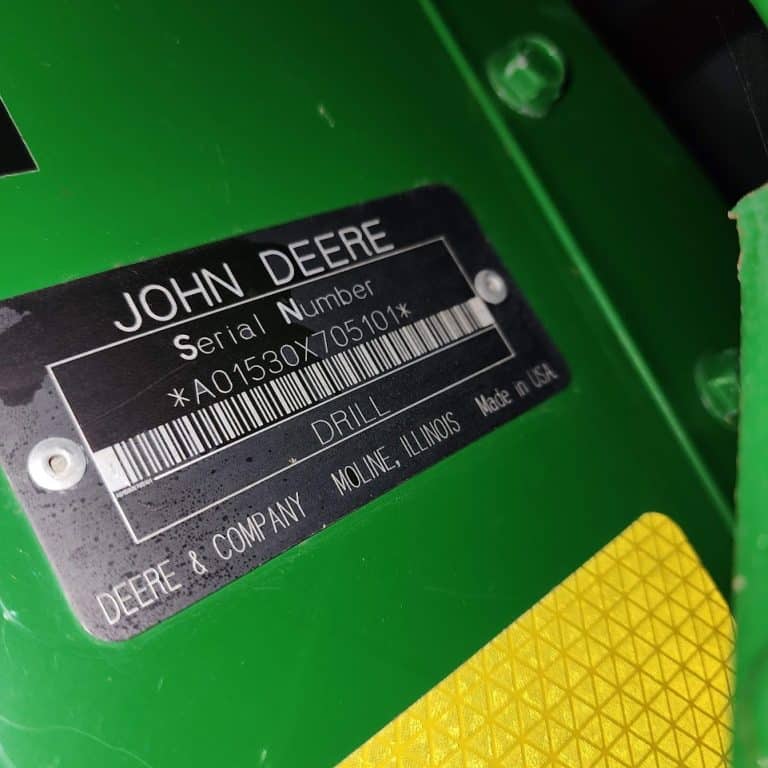 JOHN DEERE
Serial Number
*A01530X705101*
DRILL
DEERE & COMPANY MOLINE, ILLINOIS Made in USA